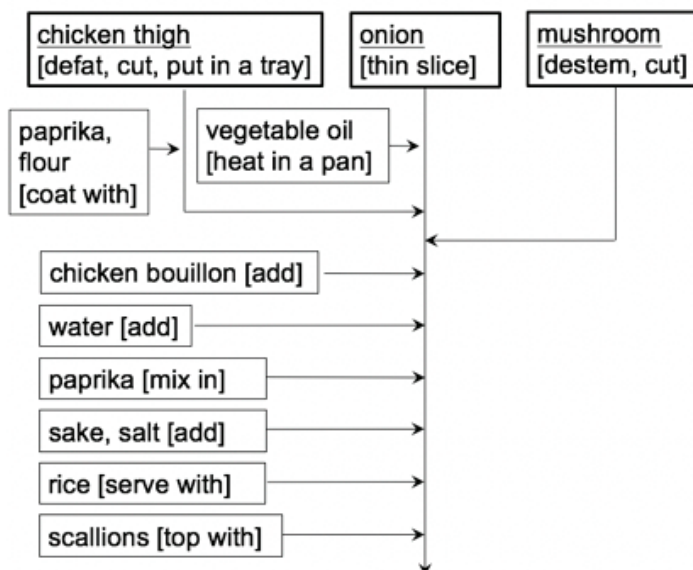 chicken thigh
[defat, cut, put in a tray]
onion
[thin slice]
mushroom
[destem, cut]
paprika,
flour
[coat with]
vegetable oil
[heat in a pan]
chicken bouillon [add]
water [add]
paprika [mix in]
sake, salt [add]
rice [serve with]
scallions [top with]